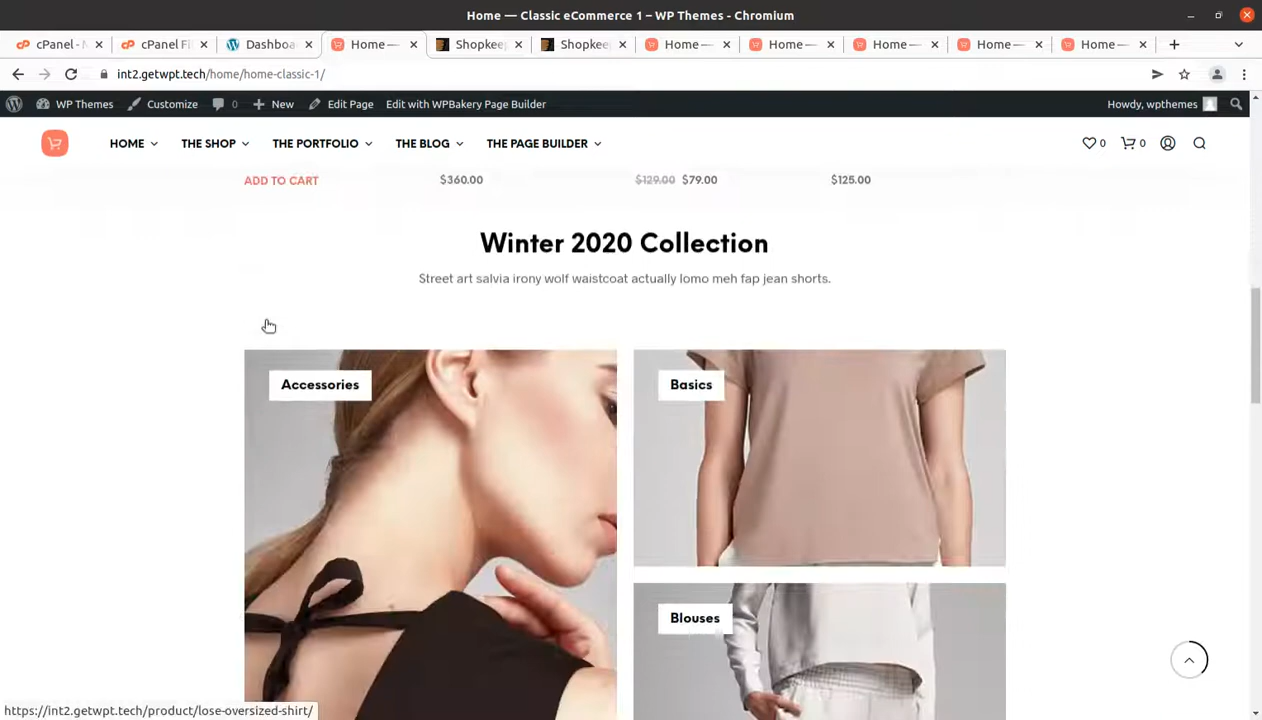 Home — Classic eCommerce 1 – WP Themes - Chromium
cPanel - M
cPanel Fi
Dashboa
Home —
Shopkee
Shopkee
Home —
Home —
Home —
Home —
Home —
int2.getwpt.tech/home/home-classic-1/
WP Themes
Customize
0
New
Edit Page
Edit with WPBakery Page Builder
Howdy, wpthemes
HOME
THE SHOP
THE PORTFOLIO
THE BLOG
THE PAGE BUILDER
0
0
ADD TO CART
$360.00
$129.00 $79.00
$125.00
Winter 2020 Collection
Street art salvia irony wolf waistcoat actually lomo meh fap jean shorts.
Accessories
Basics
Blouses
https://int2.getwpt.tech/product/lose-oversized-shirt/